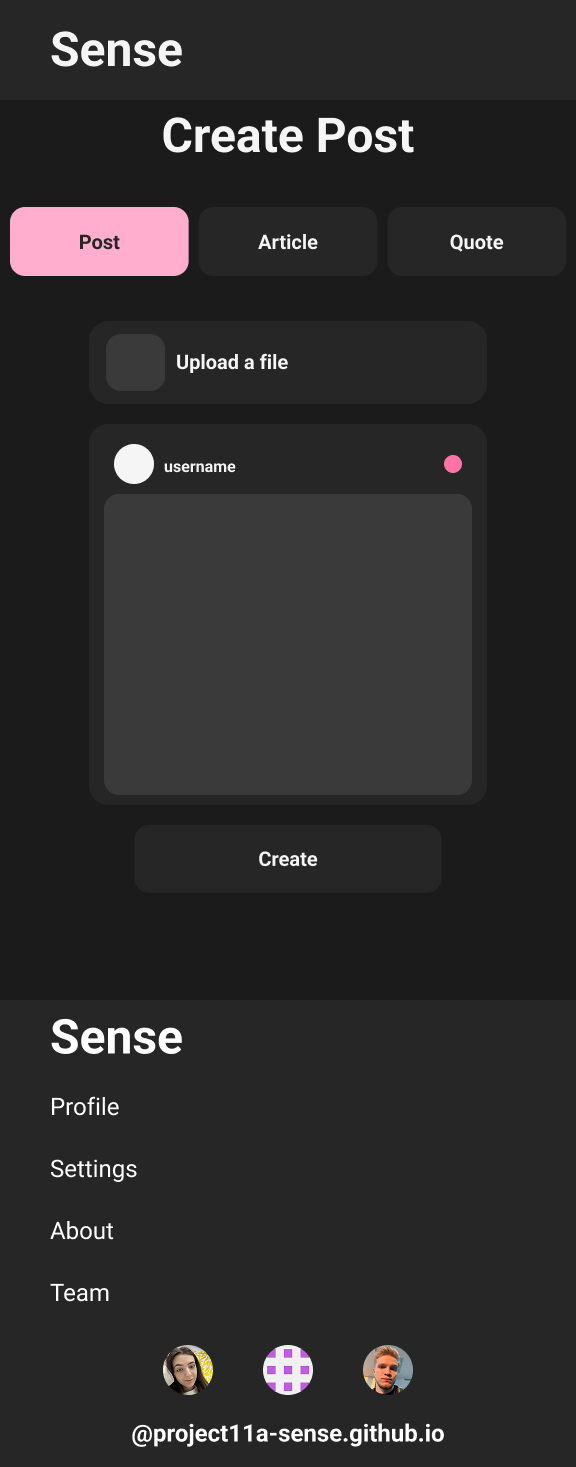 Sense
Create Post
Post
Article
Quote
Upload a file
username
Create
Sense
Profile
Settings
About
Team
@project11a-sense.github.io